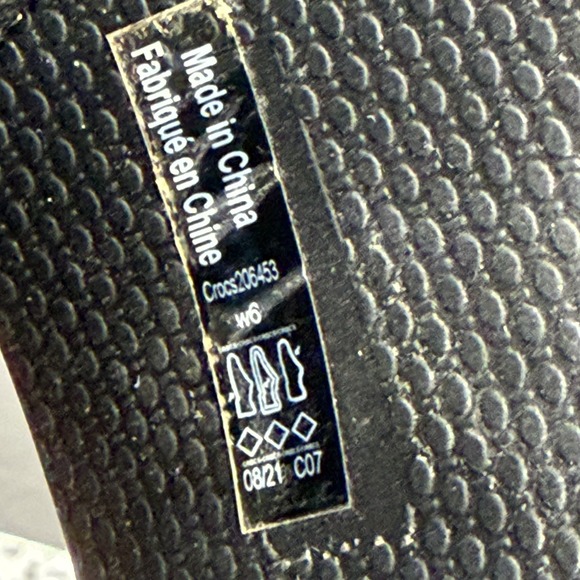 Made in China
Fabriqué en Chine
Crocs206453
w6
08/21 C07